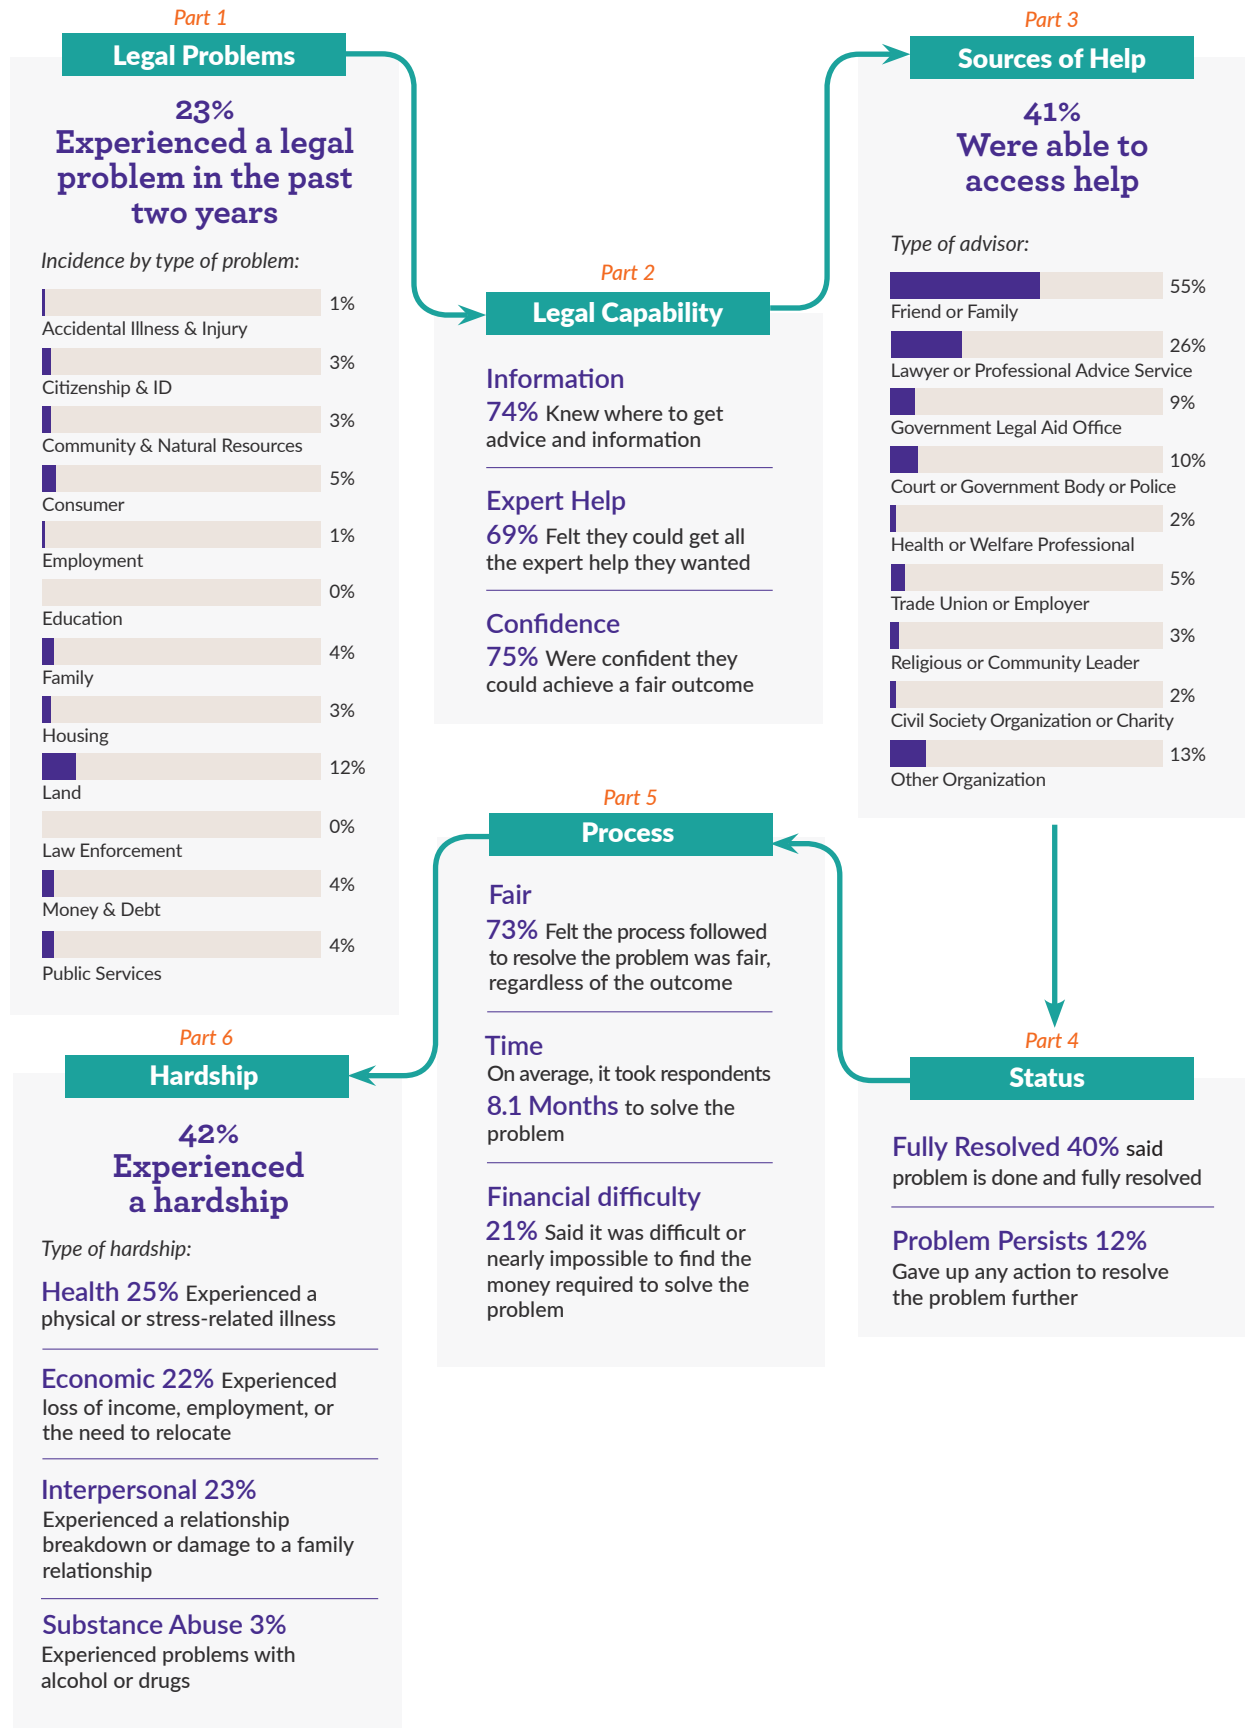 Part 1
Legal Problems
23%
Experienced a legal
problem in the past
two years
Incidence by type of problem:
1%
Accidental Illness & Injury
3%
Citizenship & ID
3%
Community & Natural Resources
5%
Consumer
1%
Employment
0%
Education
4%
Family
3%
Housing
12%
Land
0%
Law Enforcement
4%
Money & Debt
4%
Public Services
Part 2
Legal Capability
Information
74% Knew where to get
advice and information
Expert Help
69% Felt they could get all
the expert help they wanted
Confidence
75% Were confident they
could achieve a fair outcome
Part 3
Sources of Help
41%
Were able to
access help
Type of advisor:
55%
Friend or Family
26%
Lawyer or Professional Advice Service
9%
Government Legal Aid Office
10%
Court or Government Body or Police
2%
Health or Welfare Professional
5%
Trade Union or Employer
3%
Religious or Community Leader
2%
Civil Society Organization or Charity
13%
Other Organization
Part 4
Status
Fully Resolved 40% said
problem is done and fully resolved
Problem Persists 12%
Gave up any action to resolve
the problem further
Part 5
Process
Fair
73% Felt the process followed
to resolve the problem was fair,
regardless of the outcome
Time
On average, it took respondents
8.1 Months to solve the
problem
Financial difficulty
21% Said it was difficult or
nearly impossible to find the
money required to solve the
problem
Part 6
Hardship
42%
Experienced
a hardship
Type of hardship:
Health 25% Experienced a
physical or stress-related illness
Economic 22% Experienced
loss of income, employment, or
the need to relocate
Interpersonal 23%
Experienced a relationship
breakdown or damage to a family
relationship
Substance Abuse 3%
Experienced problems with
alcohol or drugs